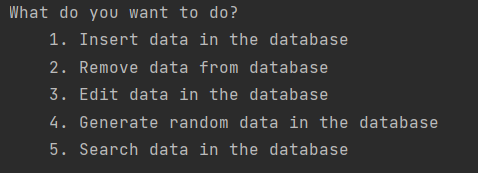 What do you want to do?
1. Insert data in the database
2. Remove data from database
3. Edit data in the database
4. Generate random data in the database
5. Search data in the database